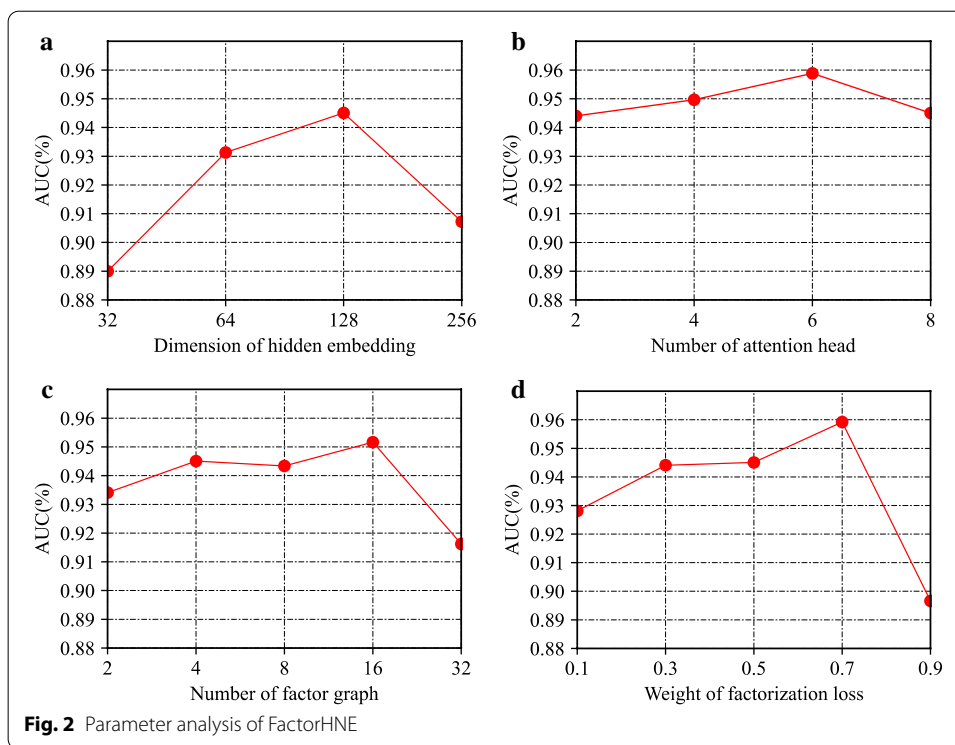 a
0.96
0.95
0.94
0.93
0.92
0.91
0.90
0.89
0.88
AUC(%)
32 64 128 256
Dimension of hidden embedding
b
0.96
0.95
0.94
0.93
0.92
0.91
0.90
0.89
0.88
AUC(%)
2 4 6 8
Number of attention head
c
0.96
0.95
0.94
0.93
0.92
0.91
0.90
0.89
0.88
AUC(%)
2 4 8 16 32
Number of factor graph
d
0.96
0.95
0.94
0.93
0.92
0.91
0.90
0.89
0.88
AUC(%)
0.1 0.3 0.5 0.7 0.9
Weight of factorization loss
Fig. 2 Parameter analysis of FactorHNE